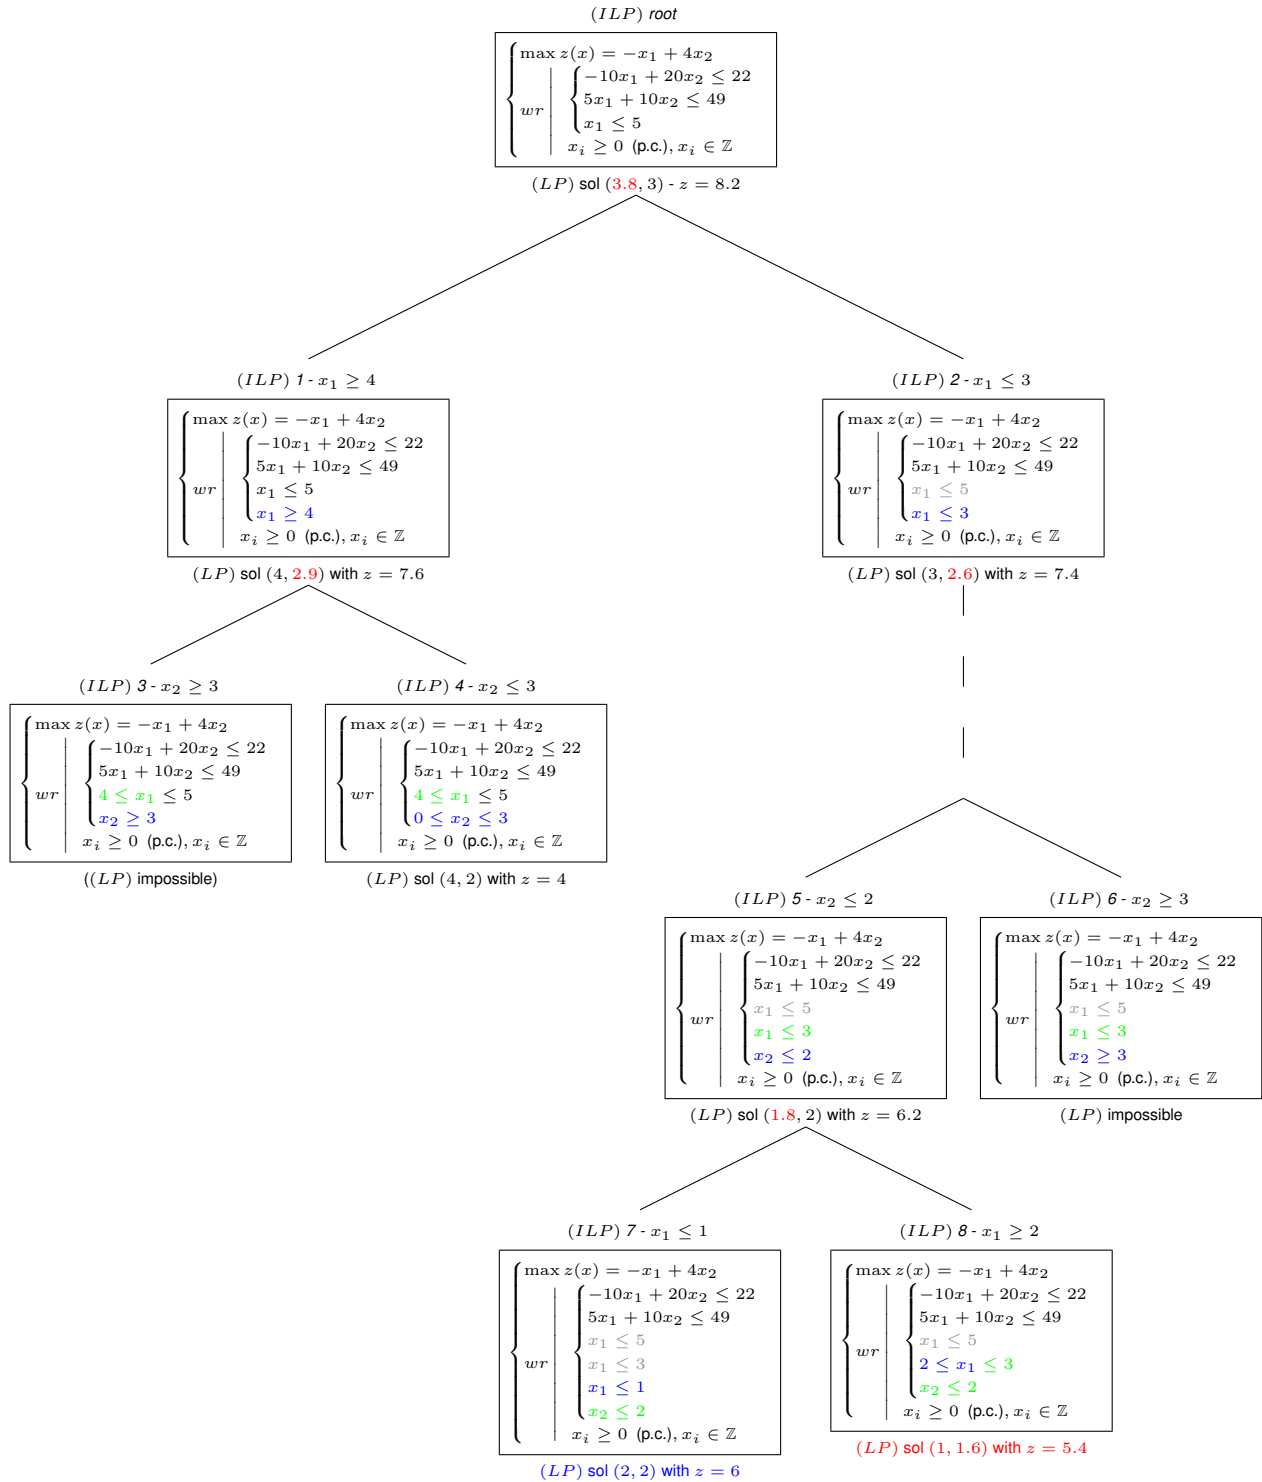 (ILP) root
max z(x) = −x₁ + 4x₂
wr
−10x₁ + 20x₂ ≤ 22
5x₁ + 10x₂ ≤ 49
x₁ ≤ 5
xᵢ ≥ 0 (p.c.), xᵢ ∈ ℤ
(LP) sol (3.8, 3) - z = 8.2
(ILP) 1 - x₁ ≥ 4
max z(x) = −x₁ + 4x₂
wr
−10x₁ + 20x₂ ≤ 22
5x₁ + 10x₂ ≤ 49
x₁ ≤ 5
x₁ ≥ 4
xᵢ ≥ 0 (p.c.), xᵢ ∈ ℤ
(LP) sol (4, 2.9) with z = 7.6
(ILP) 2 - x₁ ≤ 3
max z(x) = −x₁ + 4x₂
wr
−10x₁ + 20x₂ ≤ 22
5x₁ + 10x₂ ≤ 49
x₁ ≤ 5
x₁ ≤ 3
xᵢ ≥ 0 (p.c.), xᵢ ∈ ℤ
(LP) sol (3, 2.6) with z = 7.4
(ILP) 3 - x₂ ≥ 3
max z(x) = −x₁ + 4x₂
wr
−10x₁ + 20x₂ ≤ 22
5x₁ + 10x₂ ≤ 49
4 ≤ x₁ ≤ 5
x₂ ≥ 3
xᵢ ≥ 0 (p.c.), xᵢ ∈ ℤ
((LP) impossible)
(ILP) 4 - x₂ ≤ 3
max z(x) = −x₁ + 4x₂
wr
−10x₁ + 20x₂ ≤ 22
5x₁ + 10x₂ ≤ 49
4 ≤ x₁ ≤ 5
0 ≤ x₂ ≤ 3
xᵢ ≥ 0 (p.c.), xᵢ ∈ ℤ
(LP) sol (4, 2) with z = 4
(ILP) 5 - x₂ ≤ 2
max z(x) = −x₁ + 4x₂
wr
−10x₁ + 20x₂ ≤ 22
5x₁ + 10x₂ ≤ 49
x₁ ≤ 5
x₁ ≤ 3
x₂ ≤ 2
xᵢ ≥ 0 (p.c.), xᵢ ∈ ℤ
(LP) sol (1.8, 2) with z = 6.2
(ILP) 6 - x₂ ≥ 3
max z(x) = −x₁ + 4x₂
wr
−10x₁ + 20x₂ ≤ 22
5x₁ + 10x₂ ≤ 49
x₁ ≤ 5
x₁ ≤ 3
x₂ ≥ 3
xᵢ ≥ 0 (p.c.), xᵢ ∈ ℤ
(LP) impossible
(ILP) 7 - x₁ ≤ 1
max z(x) = −x₁ + 4x₂
wr
−10x₁ + 20x₂ ≤ 22
5x₁ + 10x₂ ≤ 49
x₁ ≤ 5
x₁ ≤ 3
x₁ ≤ 1
x₂ ≤ 2
xᵢ ≥ 0 (p.c.), xᵢ ∈ ℤ
(LP) sol (2, 2) with z = 6
(ILP) 8 - x₁ ≥ 2
max z(x) = −x₁ + 4x₂
wr
−10x₁ + 20x₂ ≤ 22
5x₁ + 10x₂ ≤ 49
x₁ ≤ 5
2 ≤ x₁ ≤ 3
x₂ ≤ 2
xᵢ ≥ 0 (p.c.), xᵢ ∈ ℤ
(LP) sol (1, 1.6) with z = 5.4